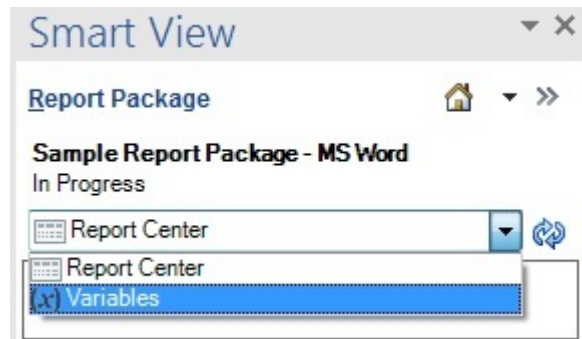 Smart View
Report Package
Sample Report Package - MS Word
In Progress
Report Center
Report Center
(x) Variables